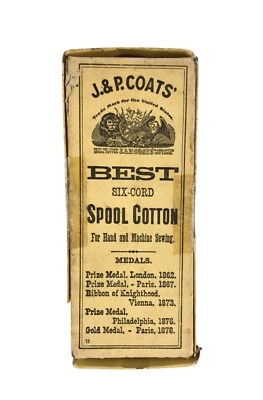 J.&P. COATS'
Trade Mark for the United States.
BEST
SIX-CORD
SPOOL COTTON
For Hand and Machine Sewing.
MEDALS.
Prize Medal, London, 1862.
Prize Medal, - Paris, 1867.
Ribbon of Knighthood,
Vienna, 1873.
Prize Medal,
Philadelphia, 1876.
Gold Medal, - Paris, 1878.